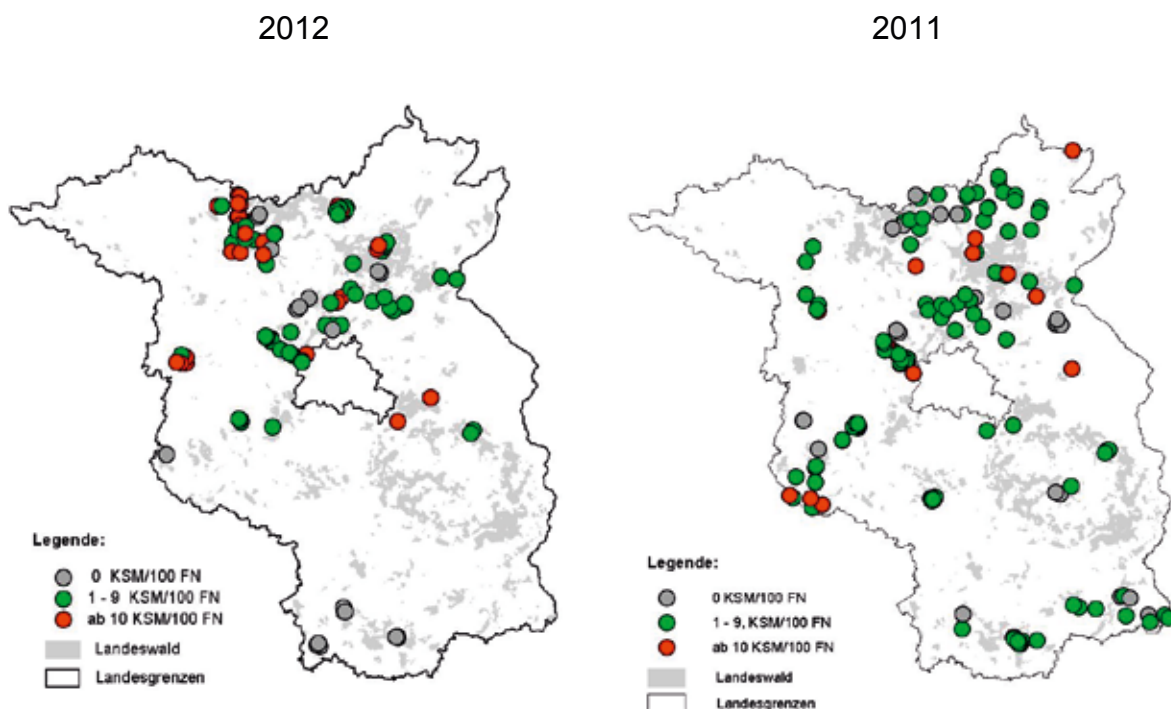 2012
2011
Legende:
0 KSM/100 FN
1 - 9 KSM/100 FN
ab 10 KSM/100 FN
Landeswald
Landesgrenzen
Legende:
0 KSM/100 FN
1 - 9, KSM/100 FN
ab 10 KSM/100 FN
Landeswald
Landesgrenzen